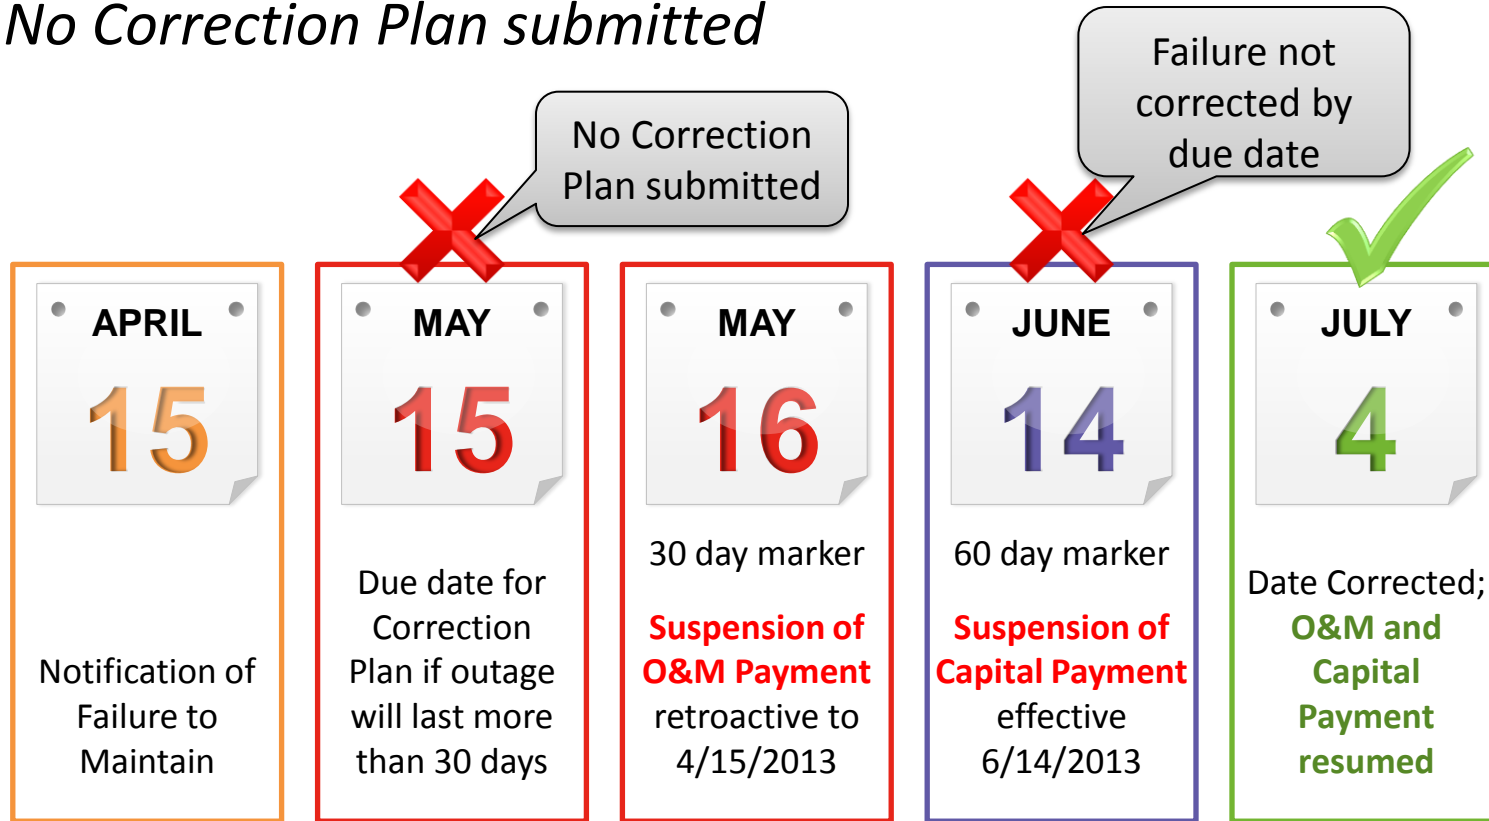 No Correction Plan submitted
No Correction
Plan submitted
Failure not
corrected by
due date
APRIL
15
Notification of
Failure to
Maintain
MAY
15
Due date for
Correction
Plan if outage
will last more
than 30 days
MAY
16
30 day marker
Suspension of
O&M Payment
retroactive to
4/15/2013
JUNE
14
60 day marker
Suspension of
Capital Payment
effective
6/14/2013
JULY
4
Date Corrected;
O&M and
Capital
Payment
resumed